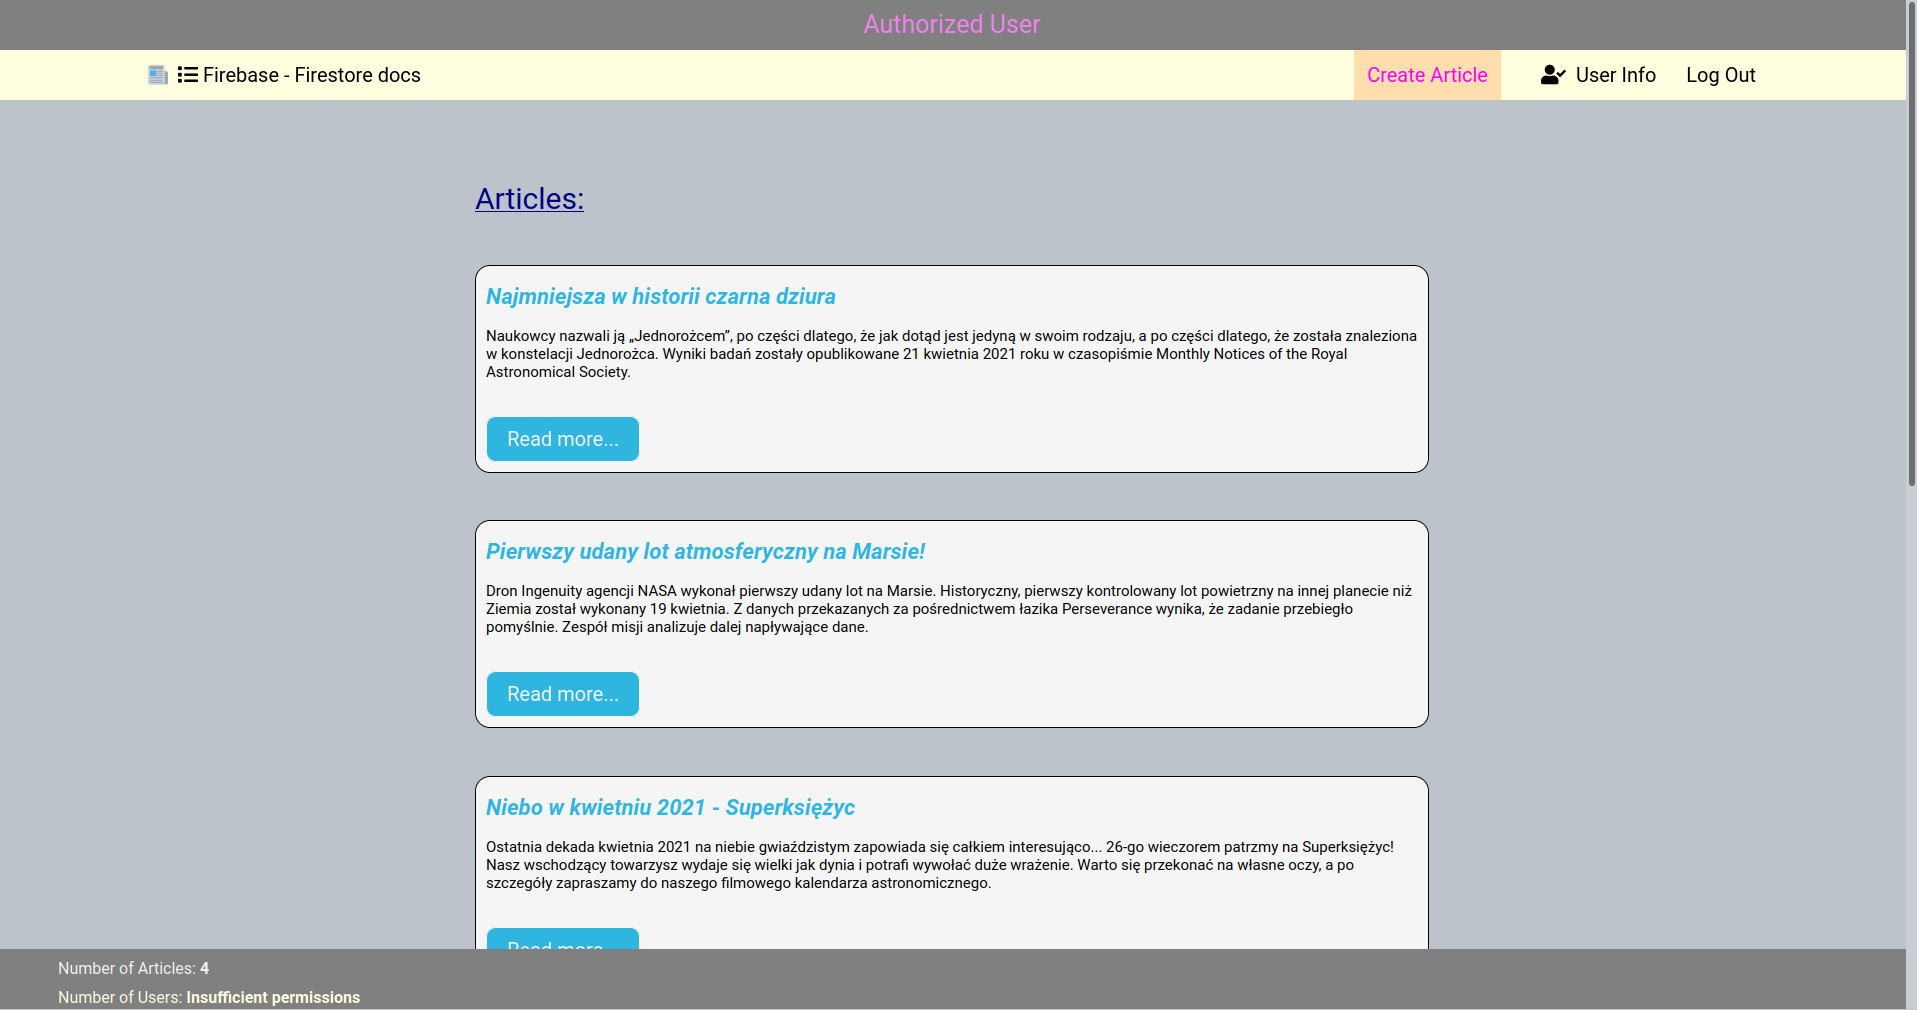 Authorized User
Firebase - Firestore docs
Create Article
User Info
Log Out
Articles:
Najmniejsza w historii czarna dziura
Naukowcy nazwali ją „Jednorożcem”, po części dlatego, że jak dotąd jest jedyną w swoim rodzaju, a po części dlatego, że została znaleziona
w konstelacji Jednorożca. Wyniki badań zostały opublikowane 21 kwietnia 2021 roku w czasopiśmie Monthly Notices of the Royal
Astronomical Society.
Read more...
Pierwszy udany lot atmosferyczny na Marsie!
Dron Ingenuity agencji NASA wykonał pierwszy udany lot na Marsie. Historyczny, pierwszy kontrolowany lot powietrzny na innej planecie niż
Ziemia został wykonany 19 kwietnia. Z danych przekazanych za pośrednictwem łazika Perseverance wynika, że zadanie przebiegło
pomyślnie. Zespół misji analizuje dalej napływające dane.
Read more...
Niebo w kwietniu 2021 - Superksiężyc
Ostatnia dekada kwietnia 2021 na niebie gwiaździstym zapowiada się całkiem interesująco... 26-go wieczorem patrzmy na Superksiężyc!
Nasz wschodzący towarzysz wydaje się wielki jak dynia i potrafi wywołać duże wrażenie. Warto się przekonać na własne oczy, a po
szczegóły zapraszamy do naszego filmowego kalendarza astronomicznego.
Read more...
Number of Articles: 4
Number of Users: Insufficient permissions